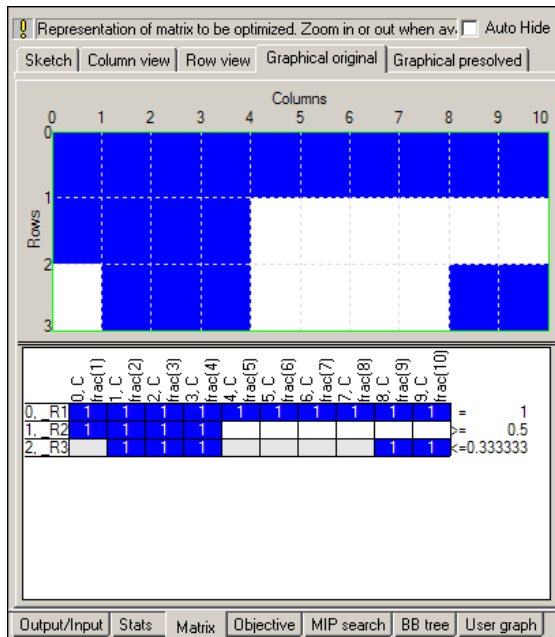 Representation of matrix to be optimized. Zoom in or out when av. Auto Hide
Sketch Column view Row view Graphical original Graphical presolved
Columns
0 1 2 3 4 5 6 7 8 9 10
Rows
0
1
2
3
0, C frac(1) 1, C frac(2) 2, C frac(3) 3, C frac(4) 4, C frac(5) 5, C frac(6) 6, C frac(7) 7, C frac(8) 8, C frac(9) 9, C frac(10)
0, _R1 1 1 1 1 1 1 1 1 1 1 = 1
1, _R2 1 1 1 1 >= 0.5
2, _R3 1 1 1 1 1 <=0.333333
Output/Input Stats Matrix Objective MIP search BB tree User graph